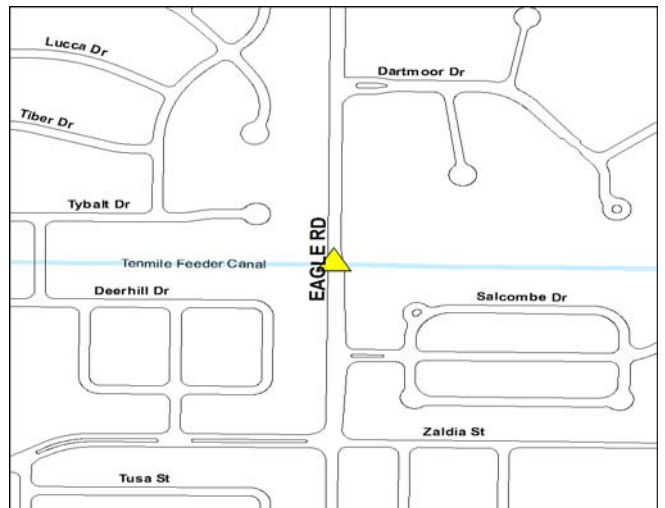 Lucca Dr
Dartmoor Dr
Tiber Dr
Tybalt Dr
EAGLE RD
Tenmile Feeder Canal
Deerhill Dr
Salcombe Dr
Zaldia St
Tusa St